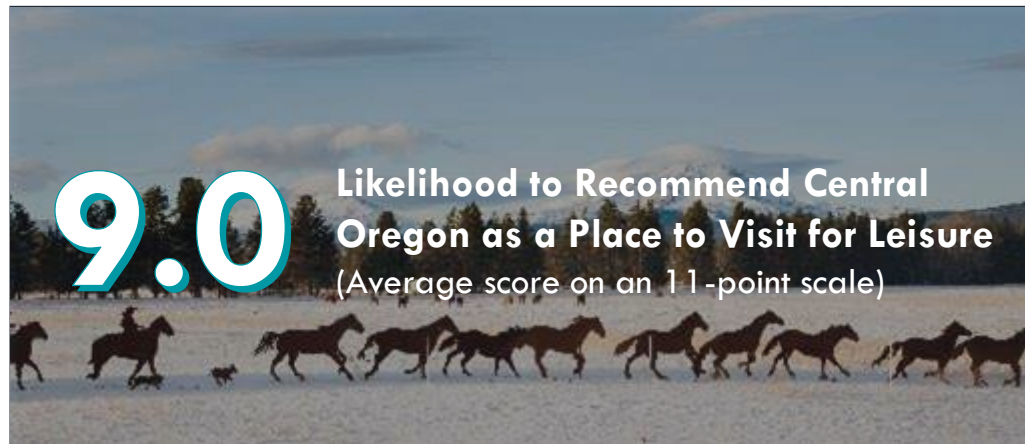 9.0
Likelihood to Recommend Central
Oregon as a Place to Visit for Leisure
(Average score on an 11-point scale)